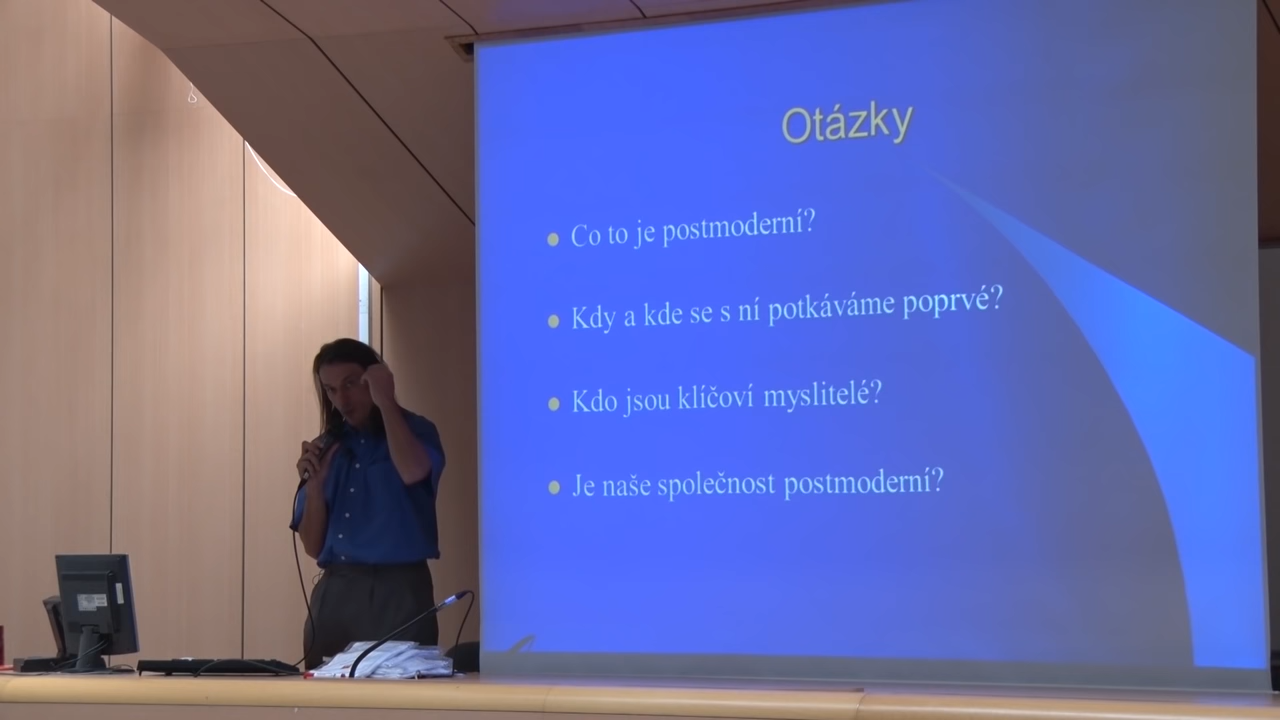 Otázky
Co to je postmoderní?
Kdy a kde se s ní potkáváme poprvé?
Kdo jsou klíčoví myslitelé?
Je naše společnost postmoderní?